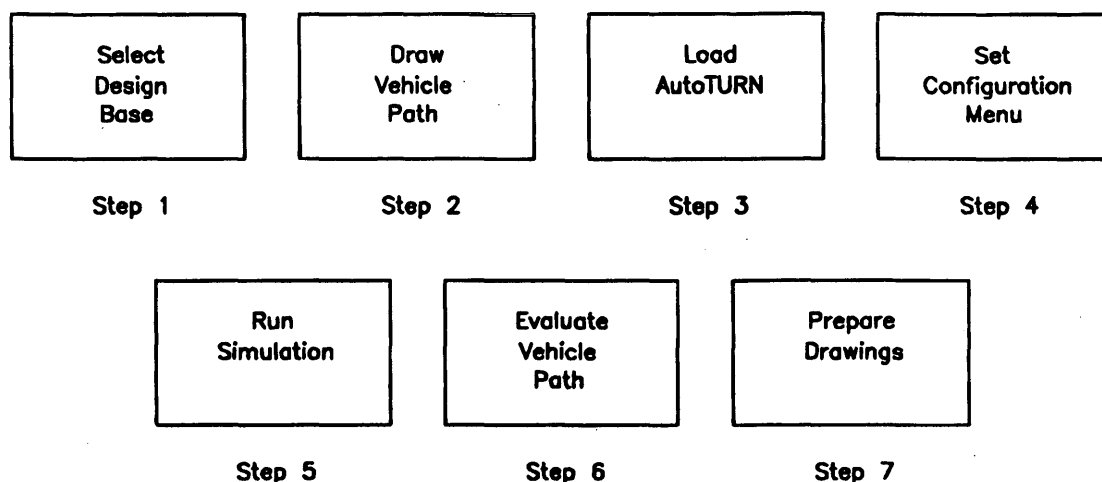 Select
Design
Base
Step 1
Draw
Vehicle
Path
Step 2
Load
AutoTURN
Step 3
Set
Configuration
Menu
Step 4
Run
Simulation
Step 5
Evaluate
Vehicle
Path
Step 6
Prepare
Drawings
Step 7